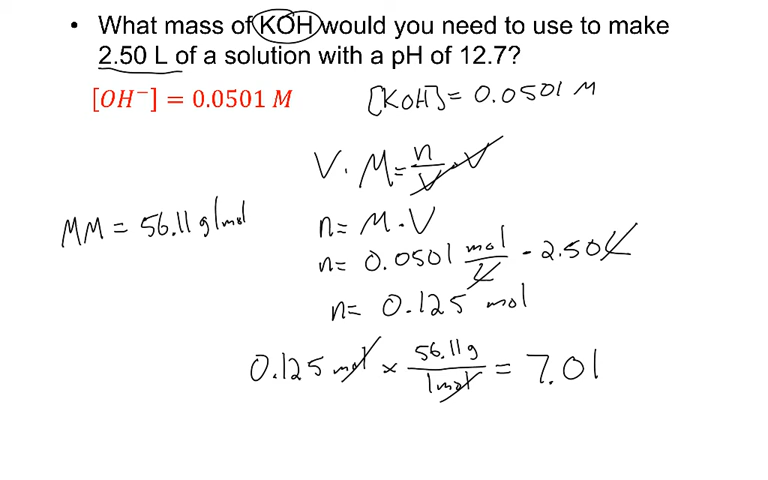 • What mass of KOH would you need to use to make
2.50 L of a solution with a pH of 12.7?
[OH⁻] = 0.0501 M
[KOH] = 0.0501 M
V · M = n/V · V
MM = 56.11 g/mol
n = M · V
n = 0.0501 mol/L · 2.50 L
n = 0.125 mol
0.125 mol × 56.11 g/1 mol = 7.01